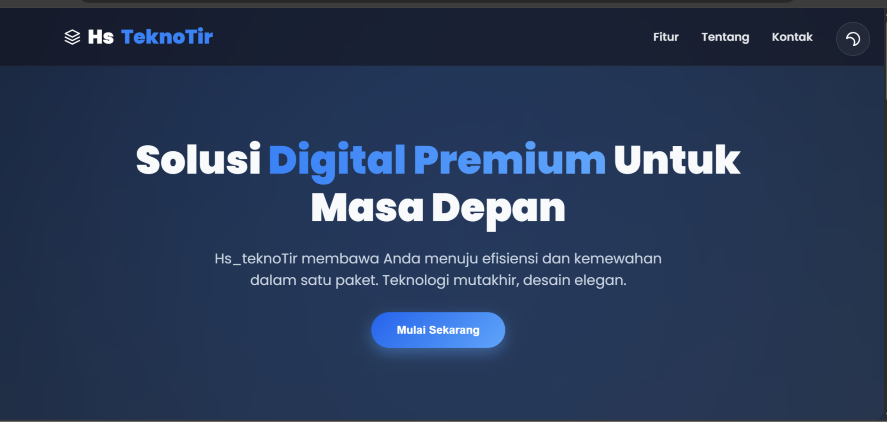 Hs TeknoTir
Fitur
Tentang
Kontak
Solusi Digital Premium Untuk
Masa Depan
Hs_teknoTir membawa Anda menuju efisiensi dan kemewahan
dalam satu paket. Teknologi mutakhir, desain elegan.
Mulai Sekarang